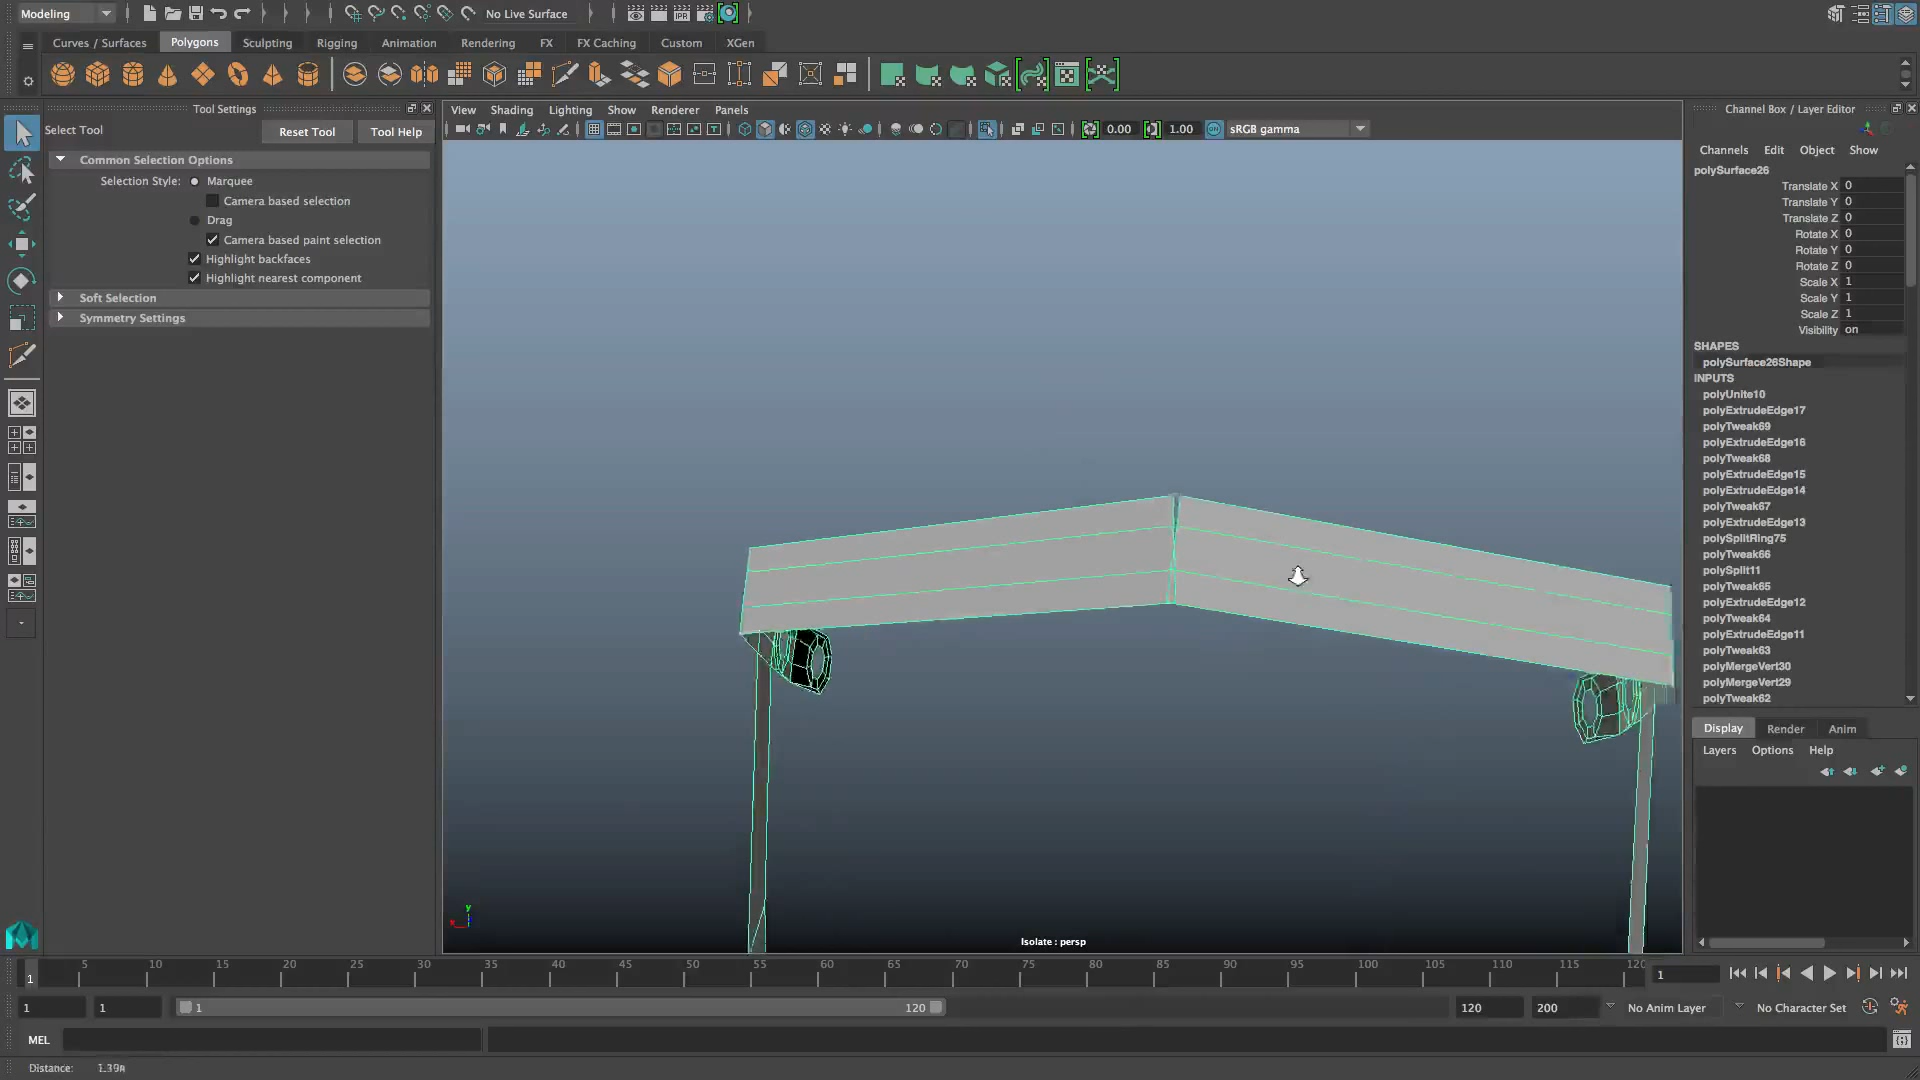 Modeling
No Live Surface
Curves / Surfaces
Polygons
Sculpting
Rigging
Animation
Rendering
FX
FX Caching
Custom
XGen
Tool Settings
Select Tool
Reset Tool
Tool Help
Common Selection Options
Selection Style:
Marquee
Camera based selection
Drag
Camera based paint selection
Highlight backfaces
Highlight nearest component
Soft Selection
Symmetry Settings
View
Shading
Lighting
Show
Renderer
Panels
0.00
1.00
sRGB gamma
y
x
Isolate : persp
Channel Box / Layer Editor
Channels
Edit
Object
Show
polySurface26
Translate X 0
Translate Y 0
Translate Z 0
Rotate X 0
Rotate Y 0
Rotate Z 0
Scale X 1
Scale Y 1
Scale Z 1
Visibility on
SHAPES
polySurface26Shape
INPUTS
polyUnite10
polyExtrudeEdge17
polyTweak69
polyExtrudeEdge16
polyTweak68
polyExtrudeEdge15
polyExtrudeEdge14
polyTweak67
polyExtrudeEdge13
polySplitRing75
polyTweak66
polySplit11
polyTweak65
polyExtrudeEdge12
polyTweak64
polyExtrudeEdge11
polyTweak63
polyMergeVert30
polyMergeVert29
polyTweak62
Display
Render
Anim
Layers
Options
Help
1 5 10 15 20 25 30 35 40 45 50 55 60 65 70 75 80 85 90 95 100 105 110 115 120
1
1
1
1
120
120
200
No Anim Layer
No Character Set
MEL
Distance: